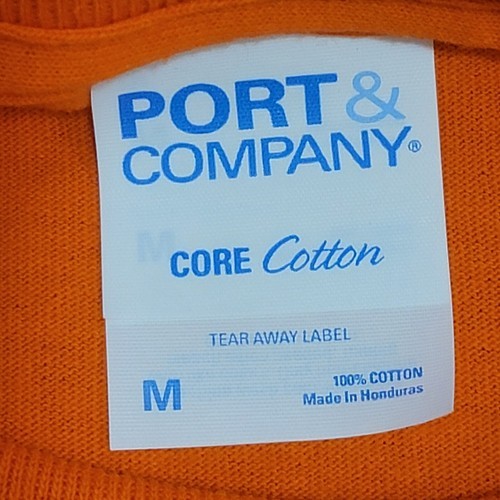 PORT &
COMPANY®
CORE Cotton
TEAR AWAY LABEL
M
100% COTTON
Made In Honduras